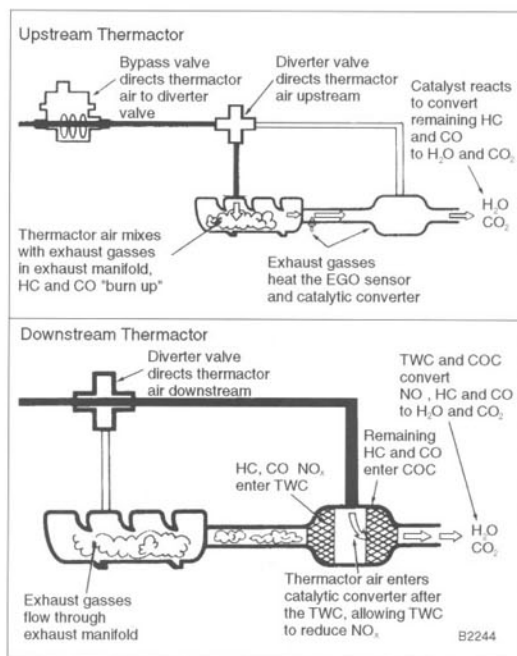 Upstream Thermactor
Bypass valve
directs thermactor
air to diverter
valve
Diverter valve
directs thermactor
air upstream
Catalyst reacts
to convert
remaining HC
and CO
to H₂O and CO₂
H₂O
CO₂
Thermactor air mixes
with exhaust gasses
in exhaust manifold,
HC and CO "burn up"
Exhaust gasses
heat the EGO sensor
and catalytic converter
Downstream Thermactor
Diverter valve
directs thermactor
air downstream
TWC and COC
convert
NO , HC and CO
to H₂O and CO₂
Remaining
HC and CO
enter COC
HC, CO NOₓ
enter TWC
H₂O
CO₂
Exhaust gasses
flow through
exhaust manifold
Thermactor air enters
catalytic converter after
the TWC, allowing TWC
to reduce NOₓ
B2244